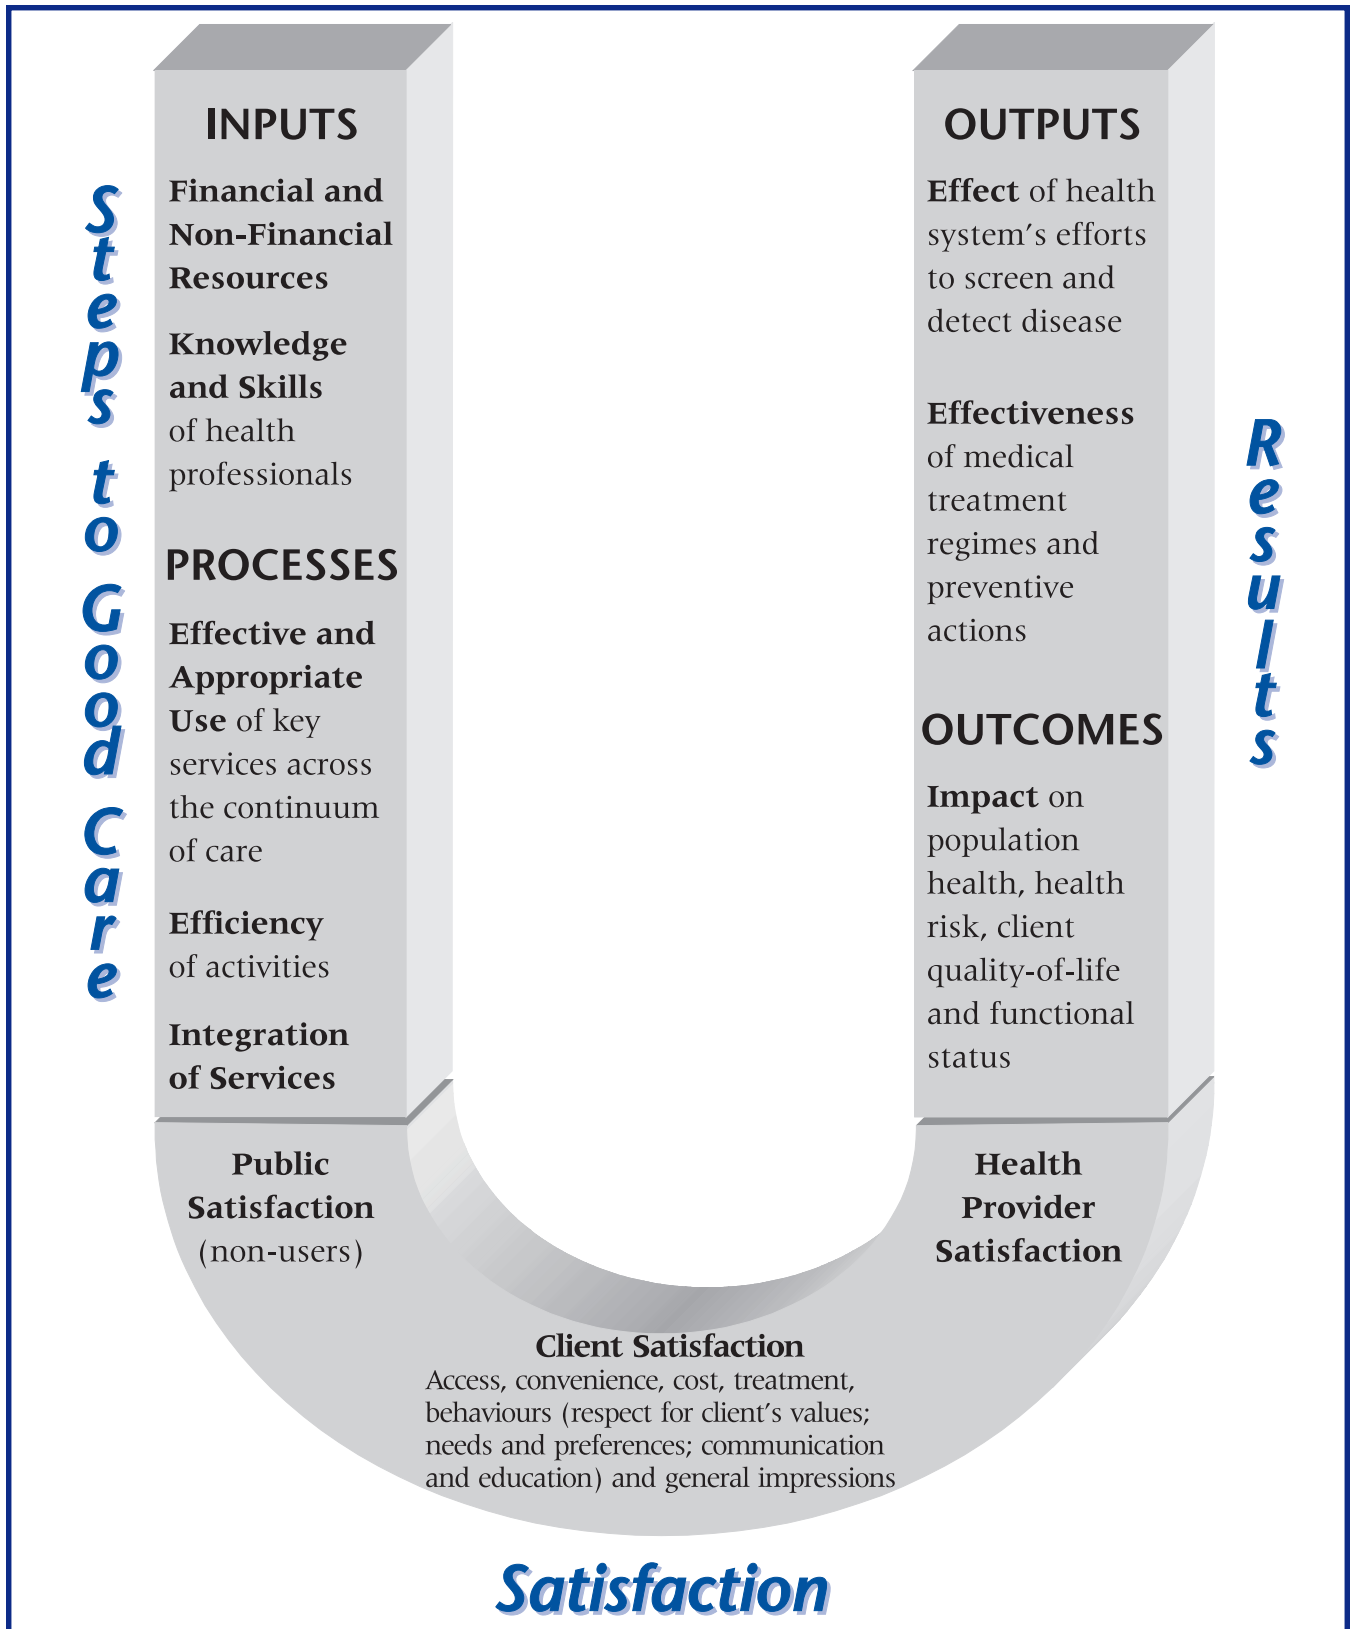 Steps to Good Care
INPUTS
Financial and
Non-Financial
Resources
Knowledge
and Skills
of health
professionals
PROCESSES
Effective and
Appropriate
Use of key
services across
the continuum
of care
Efficiency
of activities
Integration
of Services
OUTPUTS
Effect of health
system’s efforts
to screen and
detect disease
Effectiveness
of medical
treatment
regimes and
preventive
actions
OUTCOMES
Impact on
population
health, health
risk, client
quality-of-life
and functional
status
Results
Public
Satisfaction
(non-users)
Client Satisfaction
Access, convenience, cost, treatment,
behaviours (respect for client’s values;
needs and preferences; communication
and education) and general impressions
Health
Provider
Satisfaction
Satisfaction